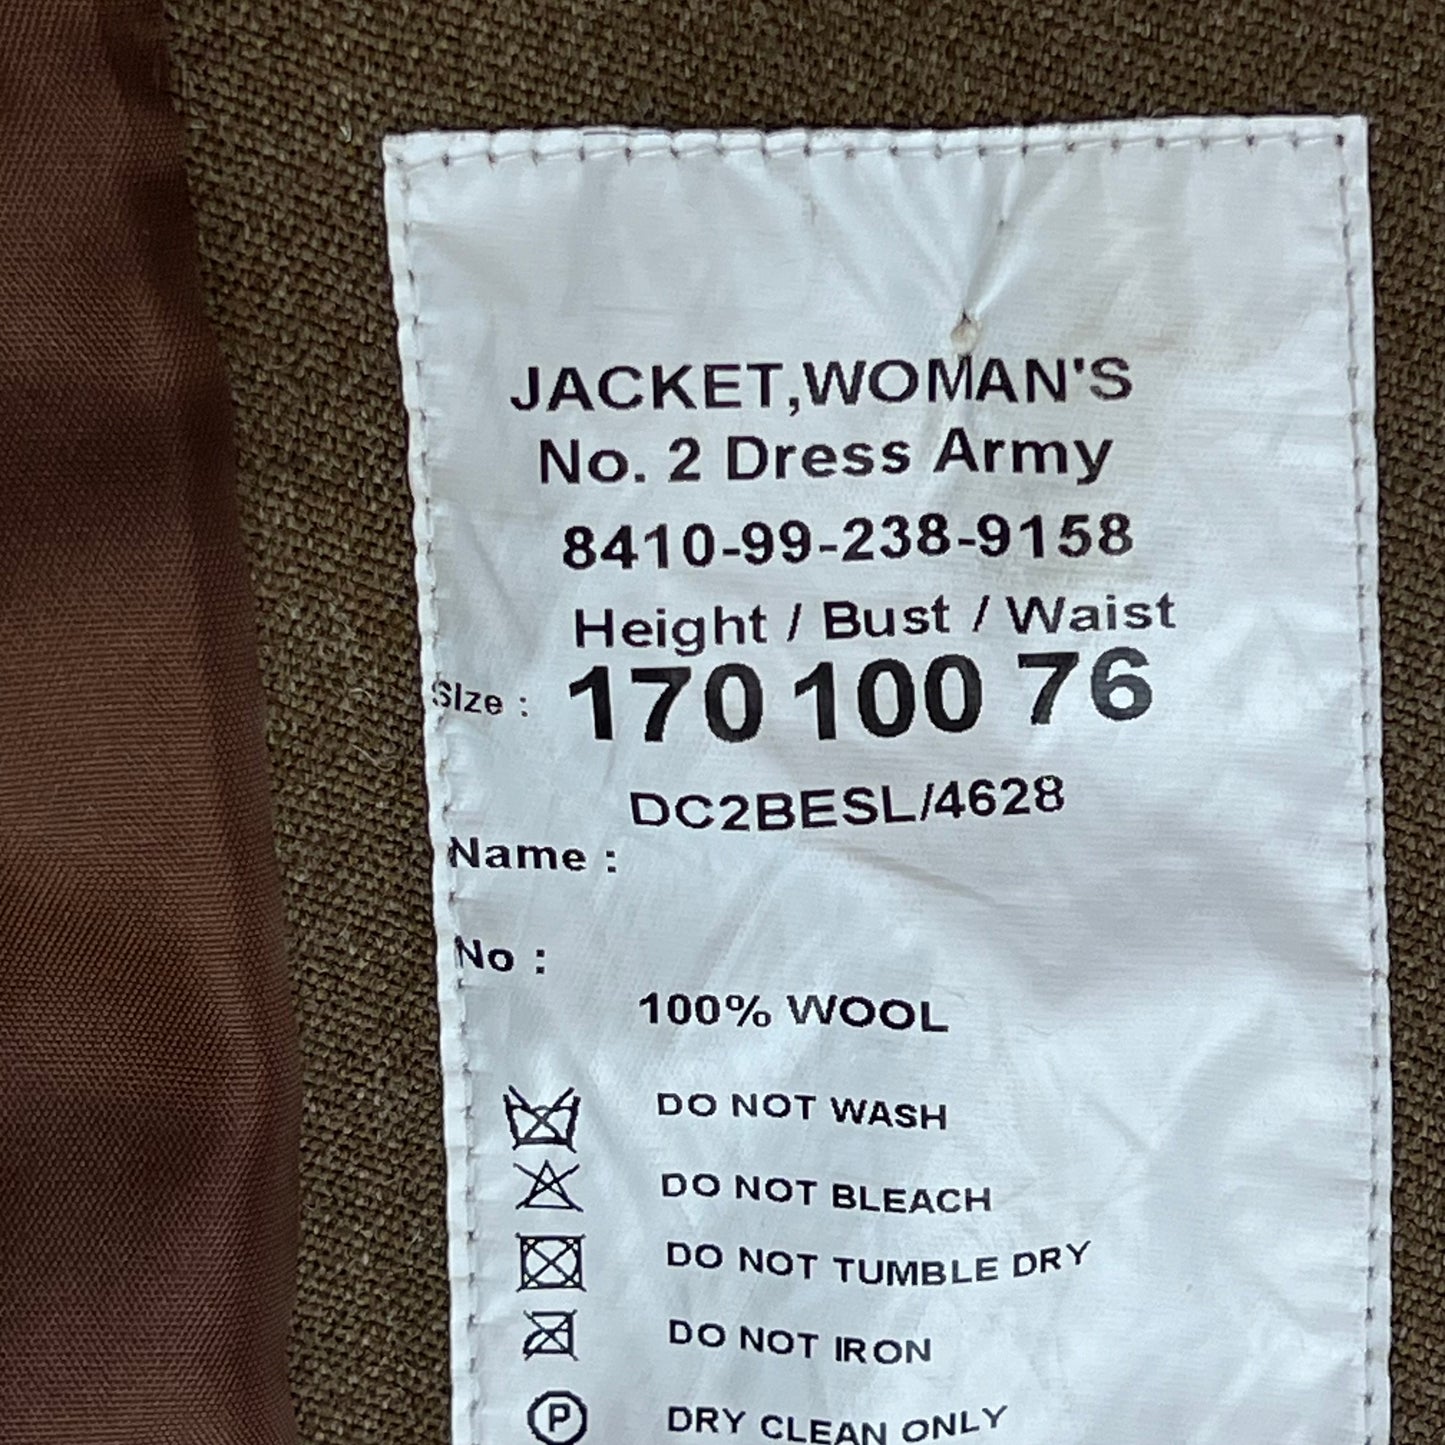 JACKET,WOMAN'S
No. 2 Dress Army
8410-99-238-9158
Height / Bust / Waist
Size : 170 100 76
DC2BESL/4628
Name :
No :
100% WOOL
DO NOT WASH
DO NOT BLEACH
DO NOT TUMBLE DRY
DO NOT IRON
P DRY CLEAN ONLY